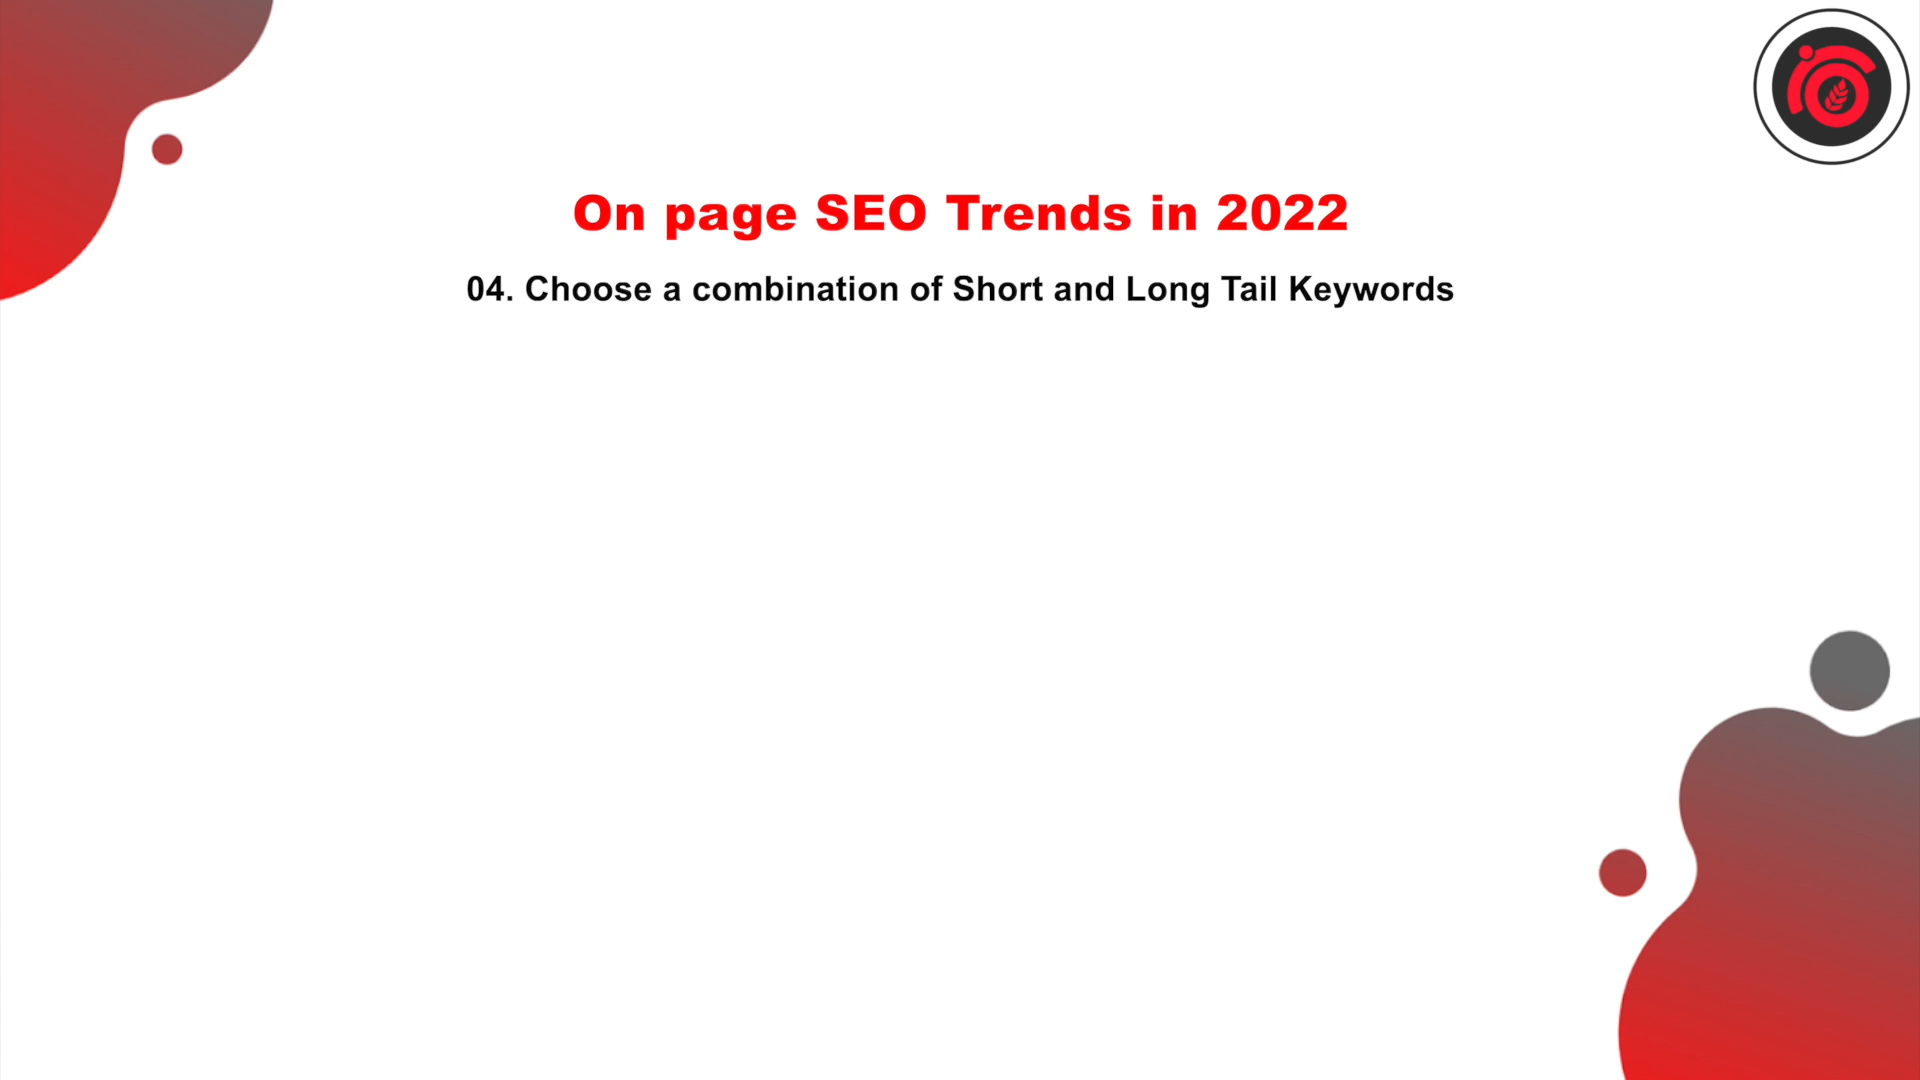 On page SEO Trends in 2022
04. Choose a combination of Short and Long Tail Keywords